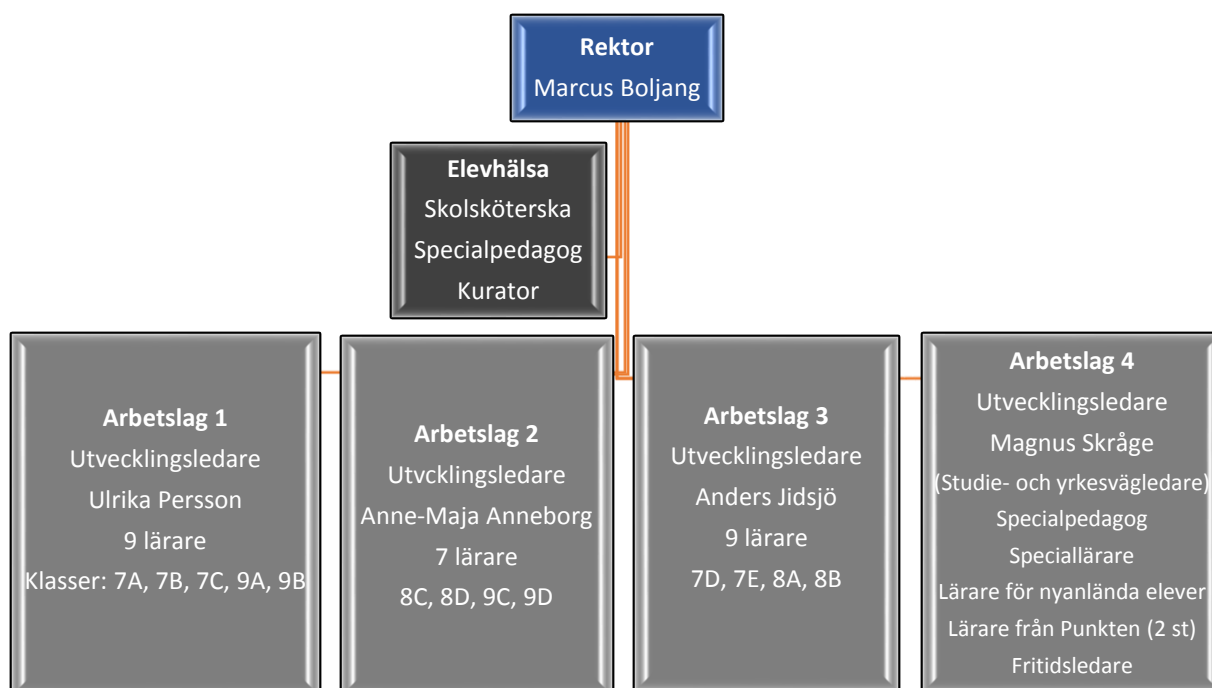 Rektor
Marcus Boljang
Elevhälsa
Skolsköterska
Specialpedagog
Kurator
Arbetslag 1
Utvecklingsledare
Ulrika Persson
9 lärare
Klasser: 7A, 7B, 7C, 9A, 9B
Arbetslag 2
Utvcklingsledare
Anne-Maja Anneborg
7 lärare
8C, 8D, 9C, 9D
Arbetslag 3
Utvecklingsledare
Anders Jidsjö
9 lärare
7D, 7E, 8A, 8B
Arbetslag 4
Utvecklingsledare
Magnus Skråge
(Studie- och yrkesvägledare)
Specialpedagog
Speciallärare
Lärare för nyanlända elever
Lärare från Punkten (2 st)
Fritidsledare